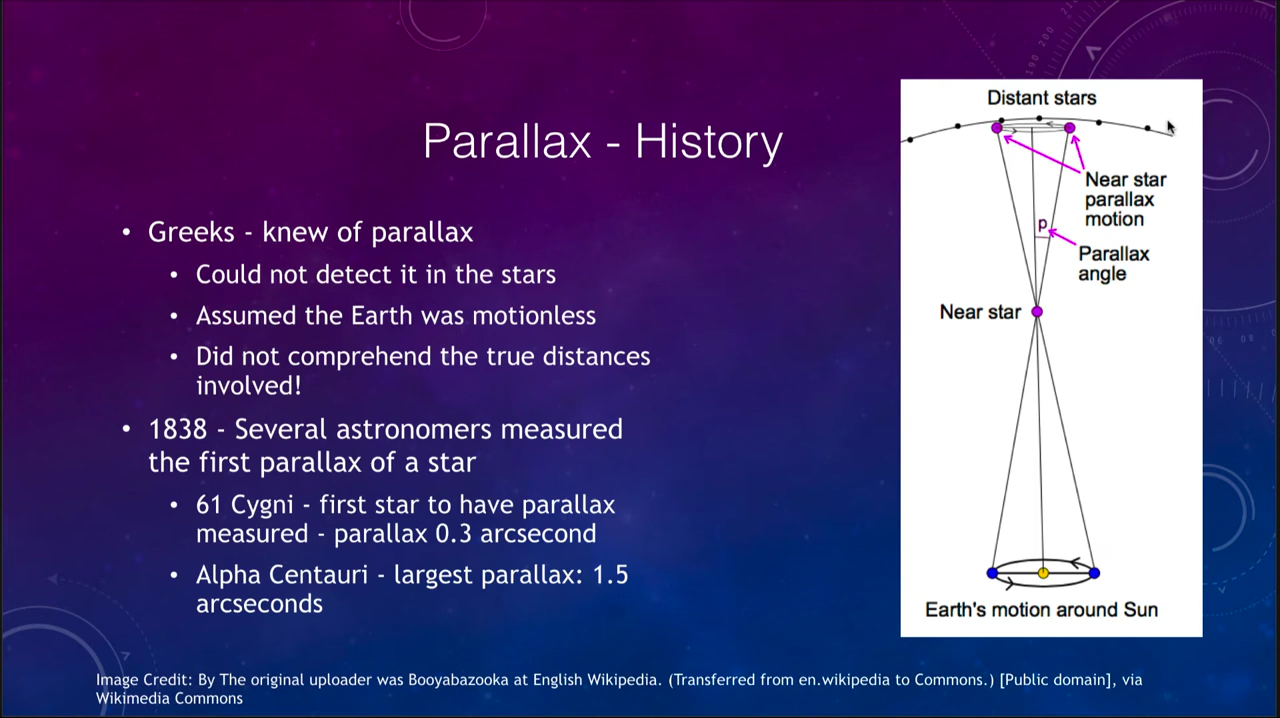 Parallax - History
• Greeks - knew of parallax
• Could not detect it in the stars
• Assumed the Earth was motionless
• Did not comprehend the true distances
involved!
• 1838 - Several astronomers measured
the first parallax of a star
• 61 Cygni - first star to have parallax
measured - parallax 0.3 arcsecond
• Alpha Centauri - largest parallax: 1.5
arcseconds
Distant stars
Near star
parallax
motion
p
Parallax
angle
Near star
Earth's motion around Sun
Image Credit: By The original uploader was Booyabazooka at English Wikipedia. (Transferred from en.wikipedia to Commons.) [Public domain], via
Wikimedia Commons
190 200 210